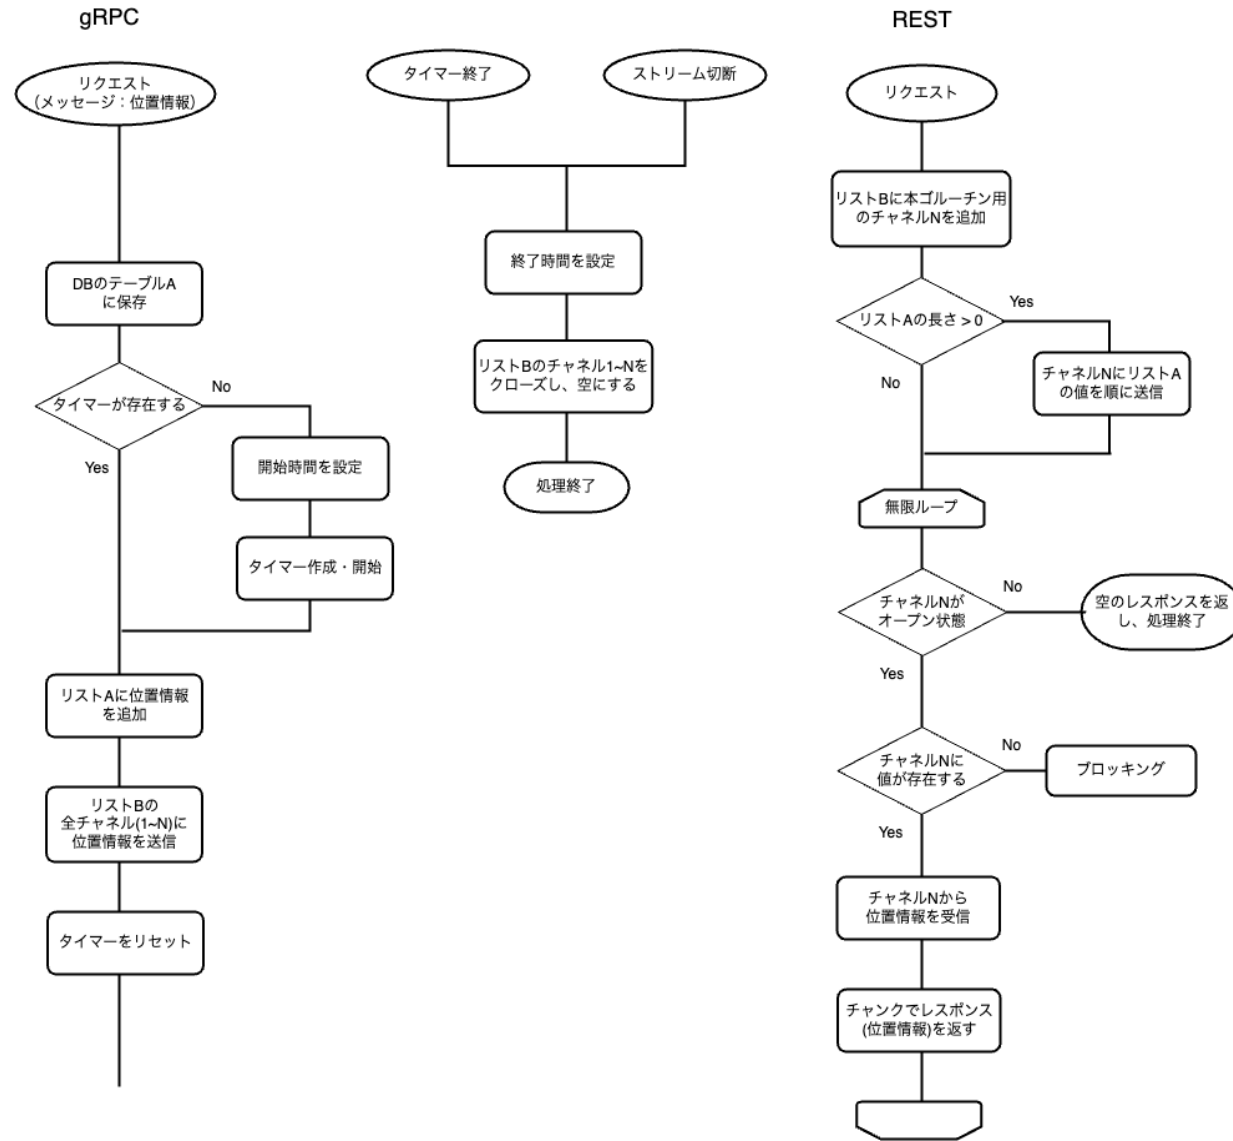 gRPC
リクエスト
（メッセージ：位置情報）
DBのテーブルA
に保存
タイマーが存在する
No
Yes
開始時間を設定
タイマー作成・開始
リストAに位置情報
を追加
リストBの
全チャネル(1~N)に
位置情報を送信
タイマーをリセット
タイマー終了
ストリーム切断
終了時間を設定
リストBのチャネル1~Nを
クローズし、空にする
処理終了
REST
リクエスト
リストBに本ゴルーチン用
のチャネルNを追加
リストAの長さ > 0
Yes
No
チャネルNにリストA
の値を順に送信
無限ループ
チャネルNが
オープン状態
No
空のレスポンスを返
し、処理終了
Yes
チャネルNに
値が存在する
No
ブロッキング
Yes
チャネルNから
位置情報を受信
チャンクでレスポンス
(位置情報)を返す